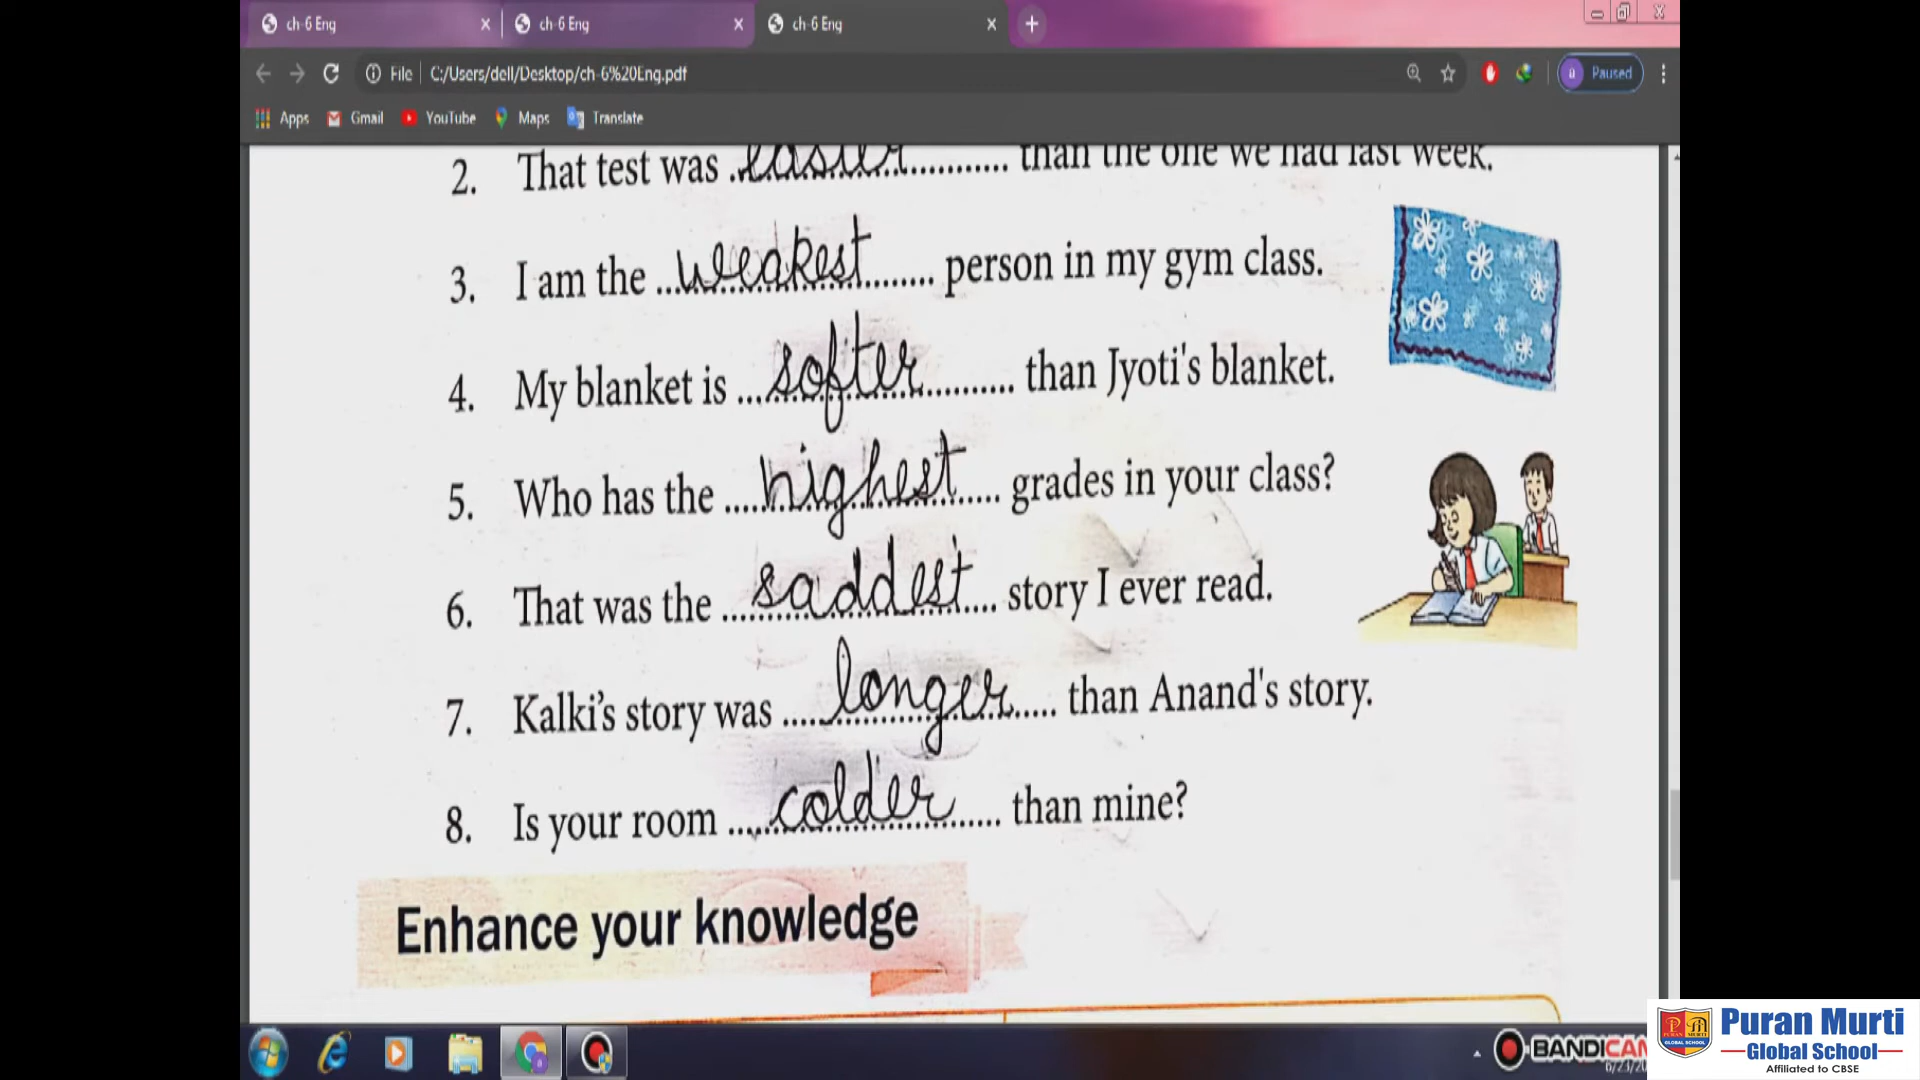 ch-6 Eng ch-6 Eng ch-6 Eng
File C:/Users/dell/Desktop/ch-6%20Eng.pdf Paused
Apps Gmail YouTube Maps Translate
2. That test was easier than the one we had last week.
3. I am the weakest person in my gym class.
4. My blanket is softer than Jyoti's blanket.
5. Who has the highest grades in your class?
6. That was the saddest story I ever read.
7. Kalki's story was longer than Anand's story.
8. Is your room colder than mine?
Enhance your knowledge
BANDICAM
Puran Murti
Global School
Affiliated to CBSE